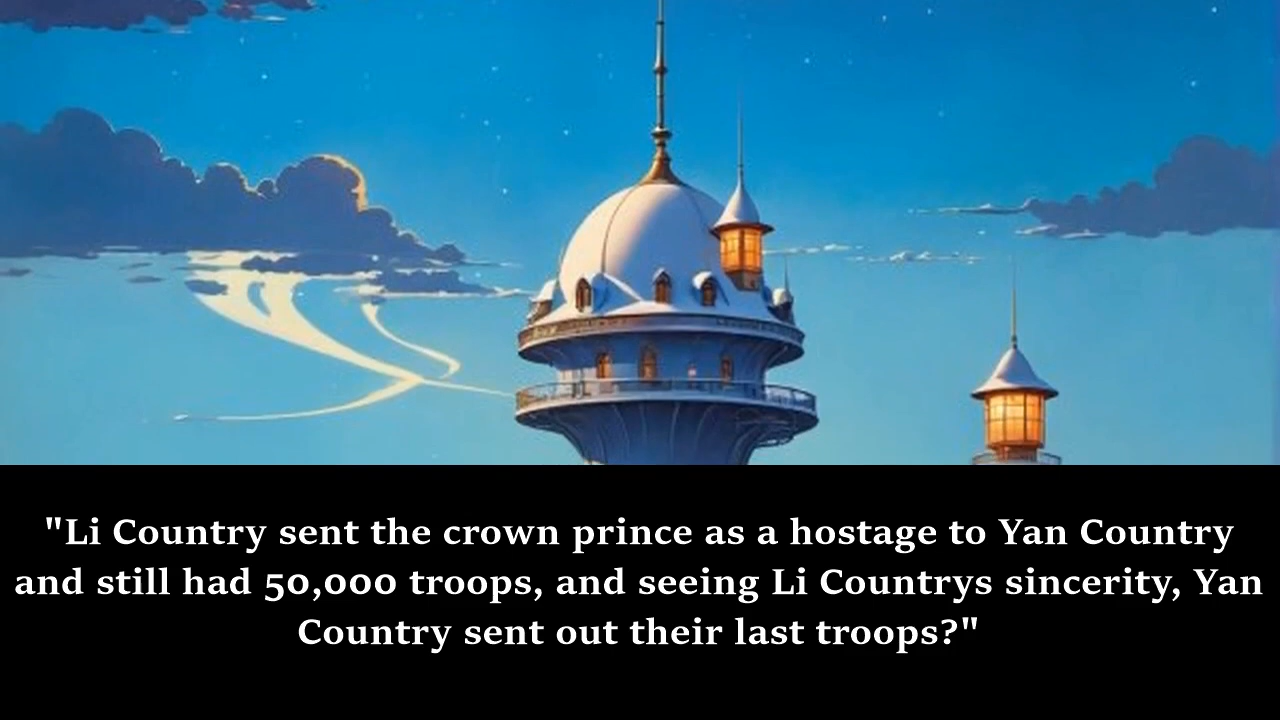 "Li Country sent the crown prince as a hostage to Yan Country
and still had 50,000 troops, and seeing Li Countrys sincerity, Yan
Country sent out their last troops?"